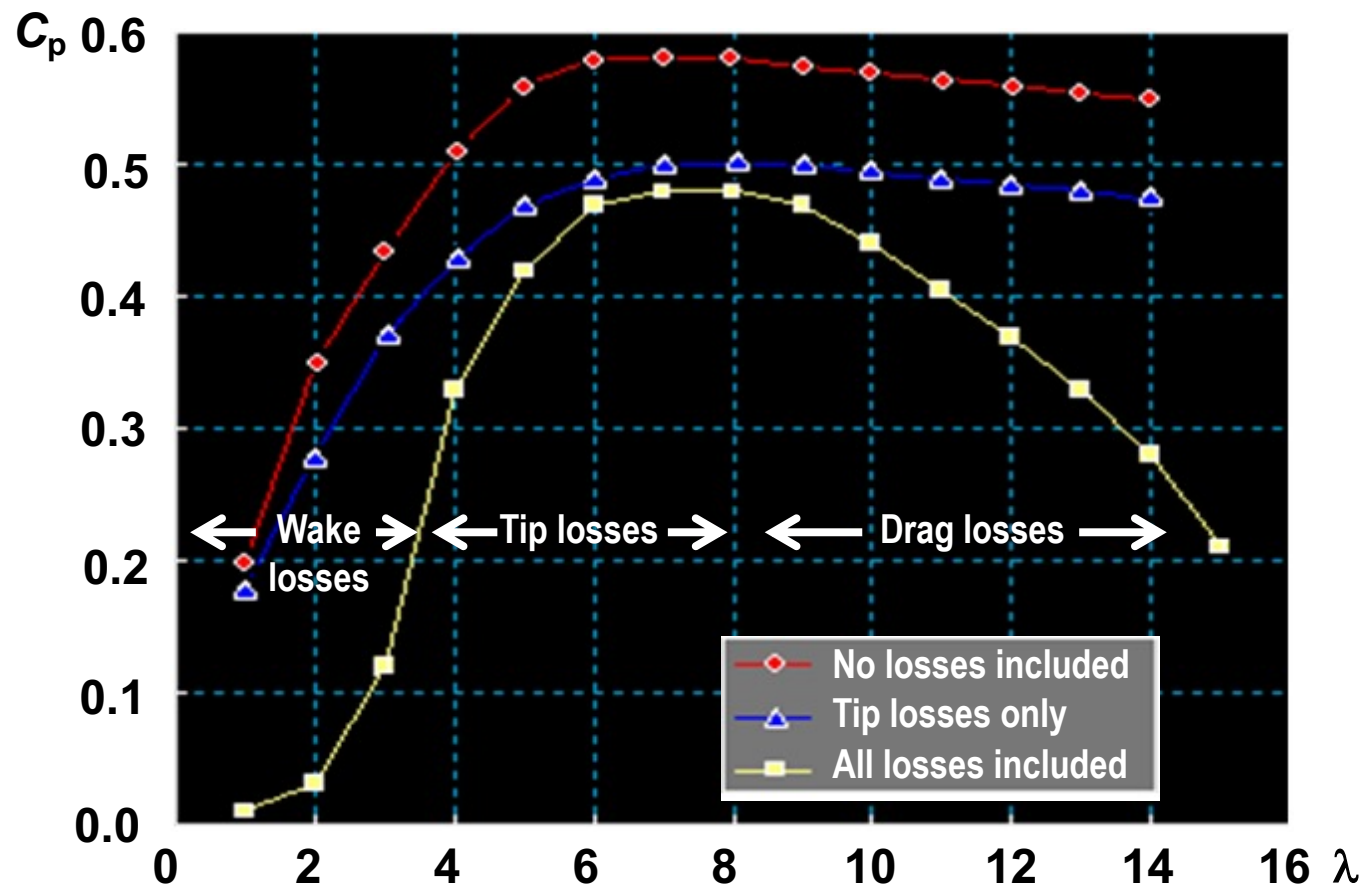 Cp 0.6
0.5
0.4
0.3
0.2
0.1
0.0
Wake
losses
Tip losses
Drag losses
No losses included
Tip losses only
All losses included
0 2 4 6 8 10 12 14 16 λ